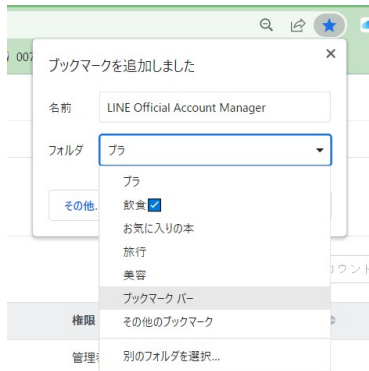 007
ブックマークを追加しました
名前 LINE Official Account Manager
フォルダ プラ
その他.
プラ
飲食
お気に入りの本
旅行
美容
ブックマーク バー
その他のブックマーク
別のフォルダを選択...
カウント
権限
管理